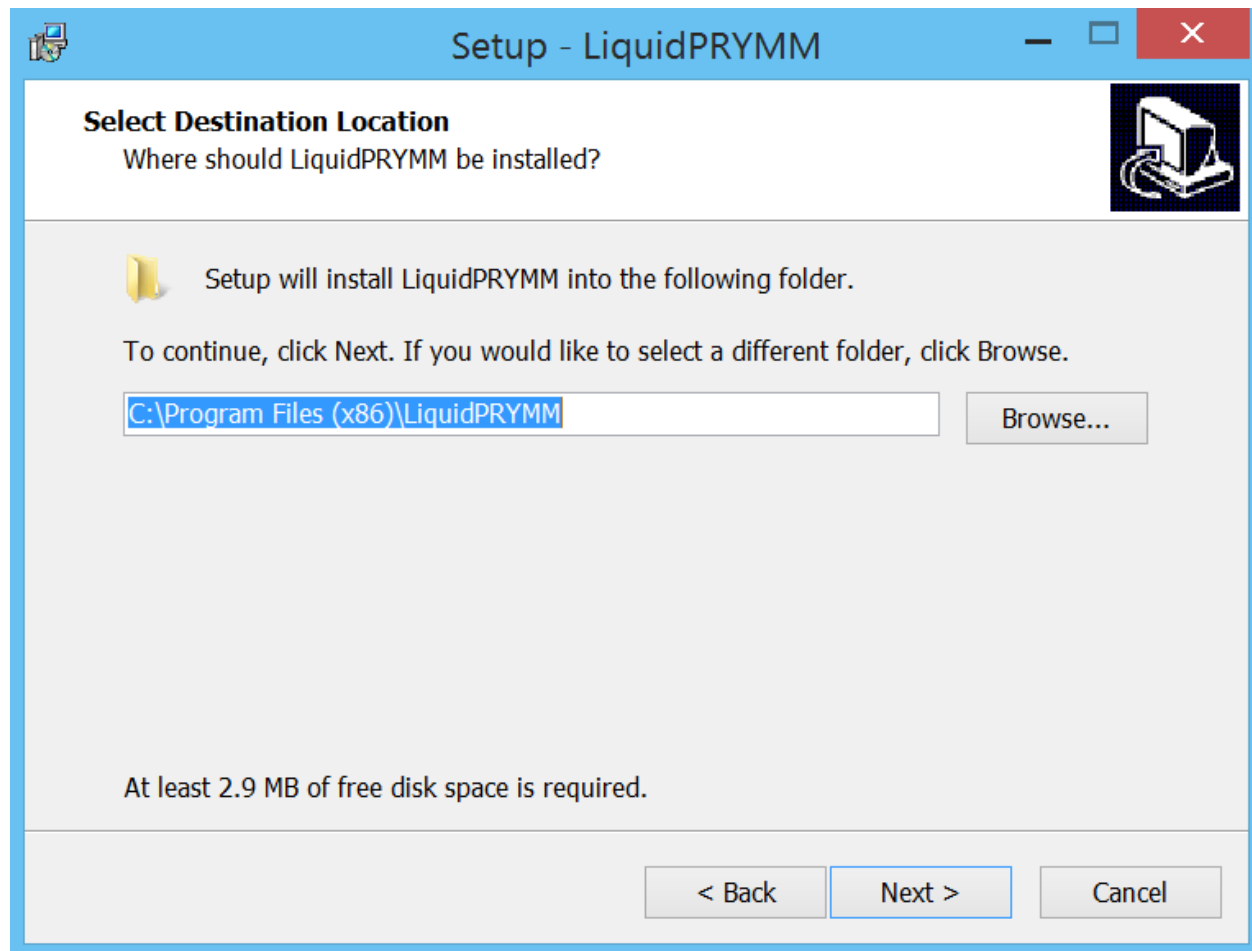 Setup - LiquidPRYMM
Select Destination Location
Where should LiquidPRYMM be installed?
Setup will install LiquidPRYMM into the following folder.
To continue, click Next. If you would like to select a different folder, click Browse.
C:\Program Files (x86)\LiquidPRYMM
Browse...
At least 2.9 MB of free disk space is required.
< Back
Next >
Cancel